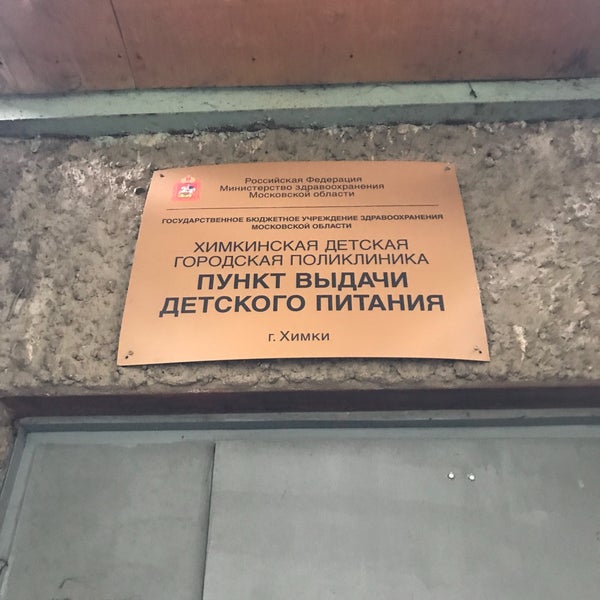 Российская Федерация
Министерство здравоохранения
Московской области
ГОСУДАРСТВЕННОЕ БЮДЖЕТНОЕ УЧРЕЖДЕНИЕ ЗДРАВООХРАНЕНИЯ
МОСКОВСКОЙ ОБЛАСТИ
ХИМКИНСКАЯ ДЕТСКАЯ
ГОРОДСКАЯ ПОЛИКЛИНИКА
ПУНКТ ВЫДАЧИ
ДЕТСКОГО ПИТАНИЯ
г. Химки